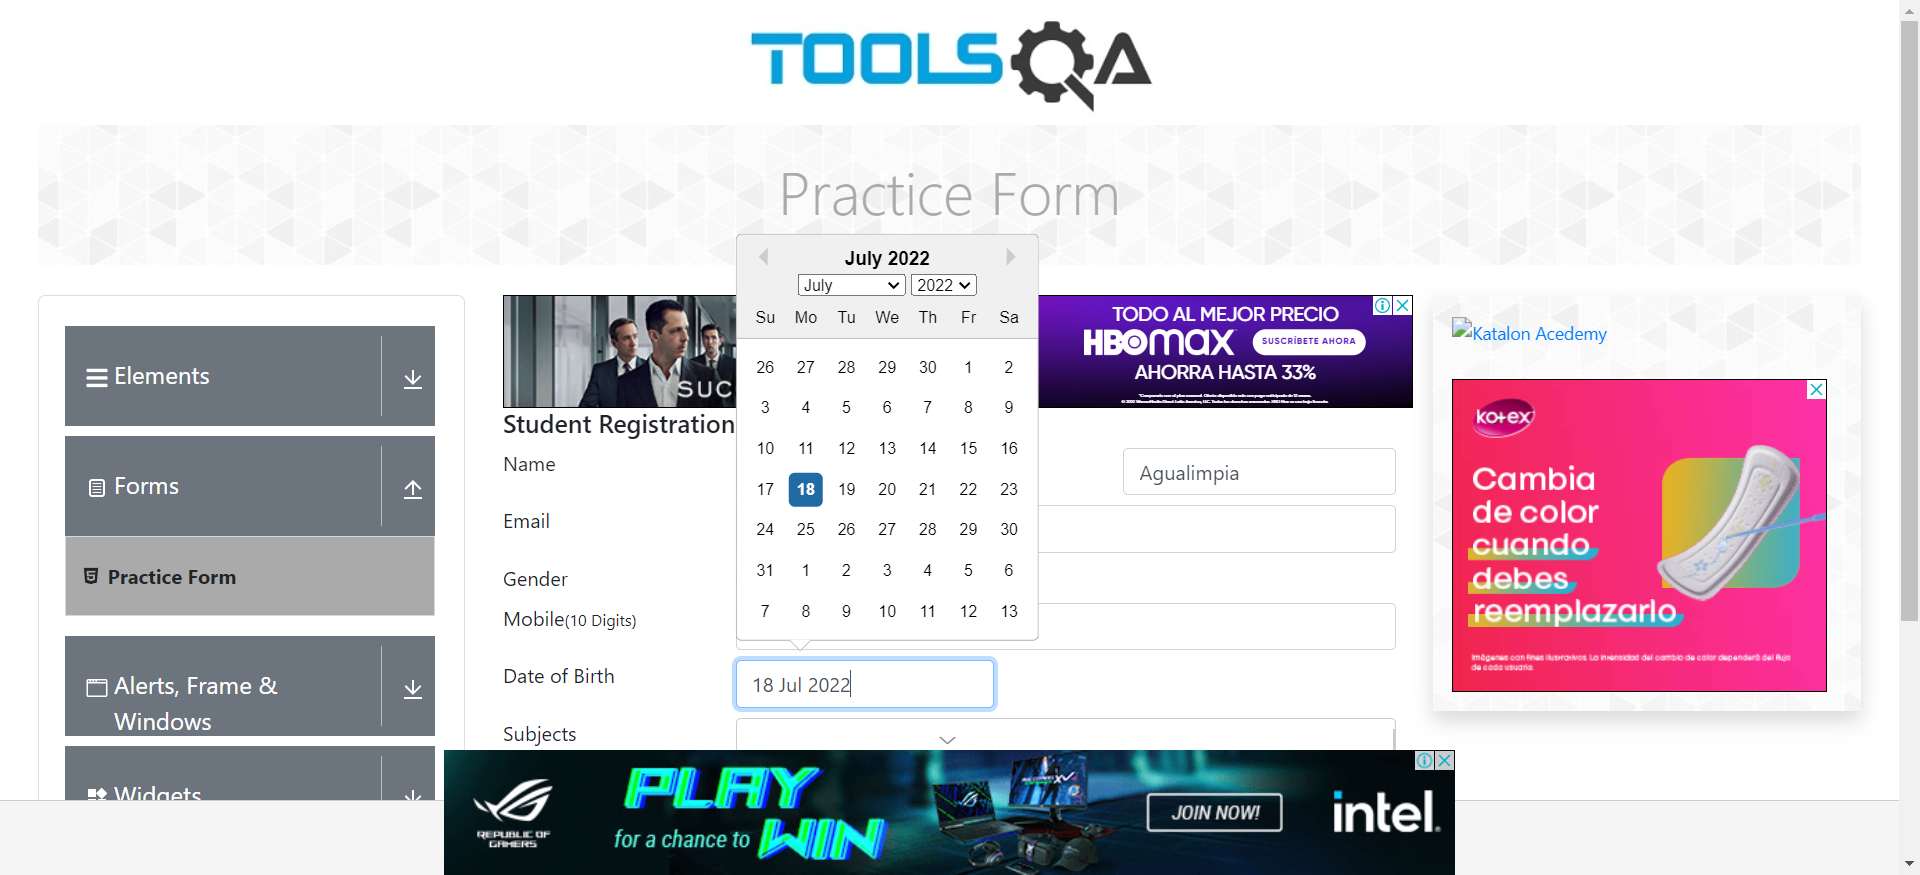 TOOLSQA
Practice Form
July 2022
July
2022
Su Mo Tu We Th Fr Sa
26 27 28 29 30 1 2
3 4 5 6 7 8 9
10 11 12 13 14 15 16
17 18 19 20 21 22 23
24 25 26 27 28 29 30
31 1 2 3 4 5 6
7 8 9 10 11 12 13
Elements
Forms
Practice Form
Alerts, Frame &
Windows
Widgets
SUC
TODO AL MEJOR PRECIO
HBOMAX
SUSCRÍBETE AHORA
AHORRA HASTA 33%
Student Registration
Name
Agualimpia
Email
Gender
Mobile(10 Digits)
Date of Birth
18 Jul 2022
Subjects
Katalon Acedemy
kotex
Cambia
de color
cuando
debes
reemplazarlo
Imágenes con fines ilustrativos. La intensidad del cambio de color dependerá del flujo
de cada usuaria.
REPUBLIC OF
GAMERS
PLAY
for a chance to
WIN
JOIN NOW!
intel.